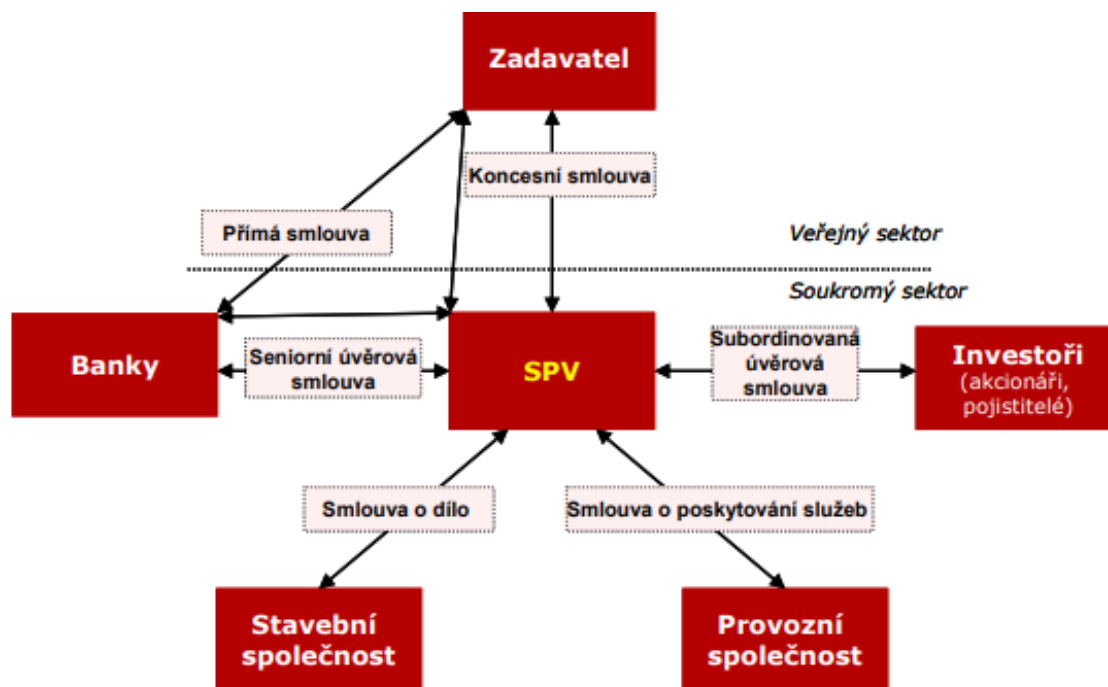 Zadavatel
Koncesní smlouva
Přímá smlouva
Veřejný sektor
Soukromý sektor
Banky
Seniorní úvěrová
smlouva
SPV
Subordinovaná
úvěrová
smlouva
Investoři
(akcionáři,
pojistitelé)
Smlouva o dílo
Smlouva o poskytování služeb
Stavební
společnost
Provozní
společnost